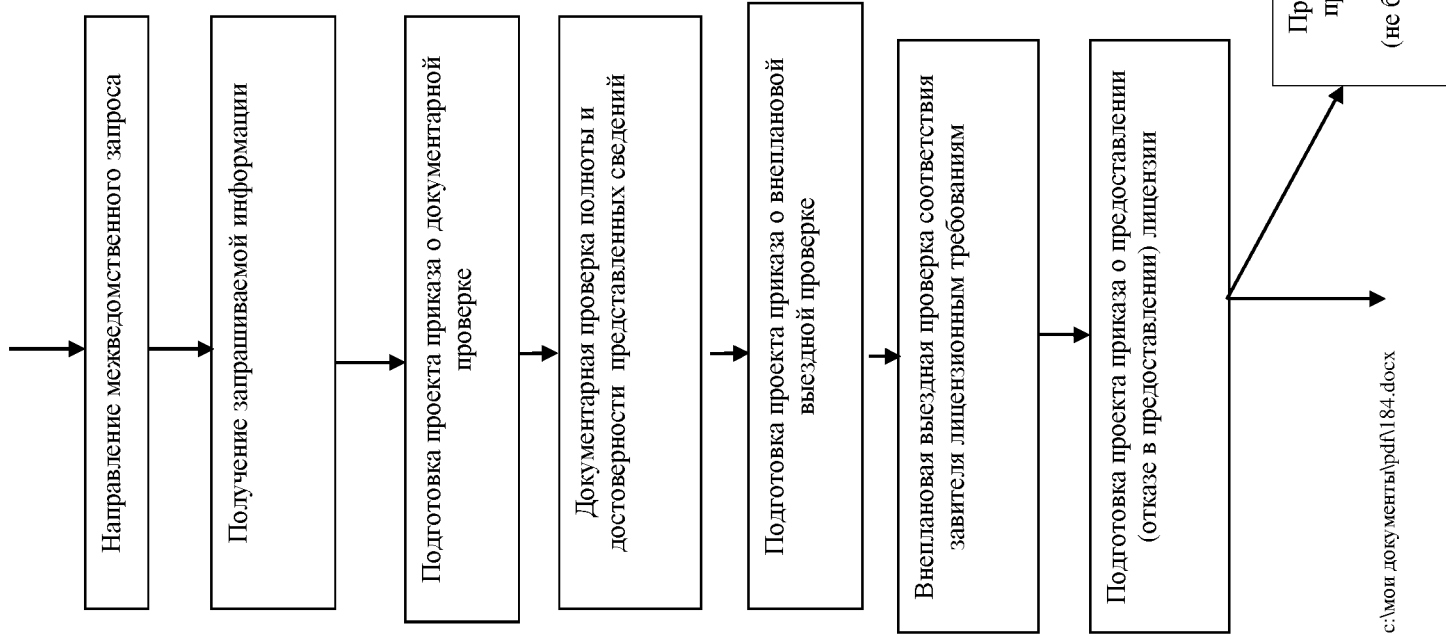 Направление межведомственного запроса
Получение запрашиваемой информации
Подготовка проекта приказа о документарной
проверке
Документарная проверка полноты и
достоверности представленных сведений
Подготовка проекта приказа о внеплановой
выездной проверке
Внеплановая выездная проверка соответствия
завителя лицензионным требованиям
Подготовка проекта приказа о предоставлении
(отказе в предоставлении) лицензии
(не б
c:\мои документы\pdf\184.docx